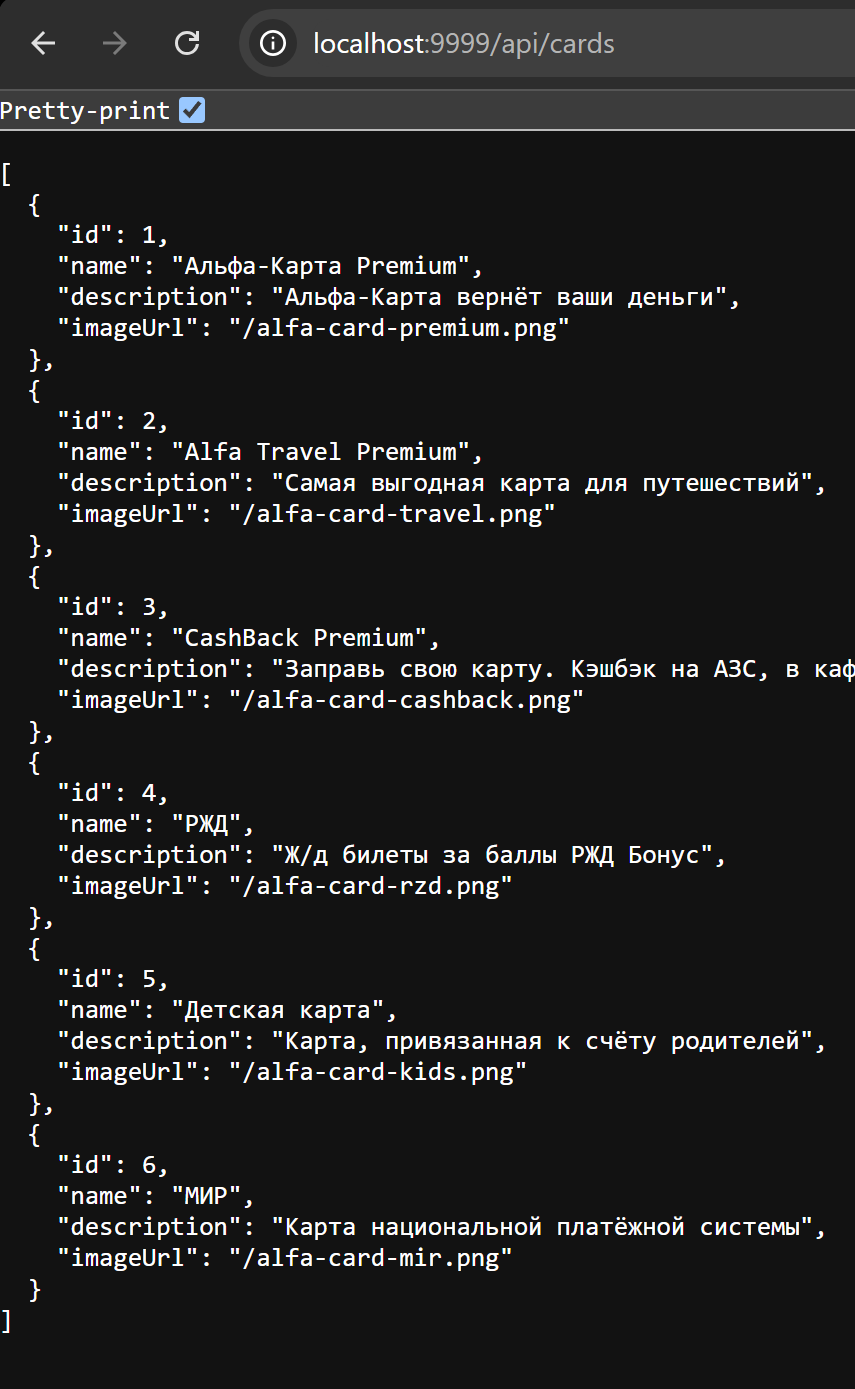 localhost:9999/api/cards
Pretty-print
[
{
"id": 1,
"name": "Альфа-Карта Premium",
"description": "Альфа-Карта вернёт ваши деньги",
"imageUrl": "/alfa-card-premium.png"
},
{
"id": 2,
"name": "Alfa Travel Premium",
"description": "Самая выгодная карта для путешествий",
"imageUrl": "/alfa-card-travel.png"
},
{
"id": 3,
"name": "CashBack Premium",
"description": "Заправь свою карту. Кэшбэк на АЗС, в
"imageUrl": "/alfa-card-cashback.png"
},
{
"id": 4,
"name": "РЖД",
"description": "Ж/д билеты за баллы РЖД Бонус",
"imageUrl": "/alfa-card-rzd.png"
},
{
"id": 5,
"name": "Детская карта",
"description": "Карта, привязанная к счёту родителей",
"imageUrl": "/alfa-card-kids.png"
},
{
"id": 6,
"name": "МИР",
"description": "Карта национальной платёжной системы",
"imageUrl": "/alfa-card-mir.png"
}
]